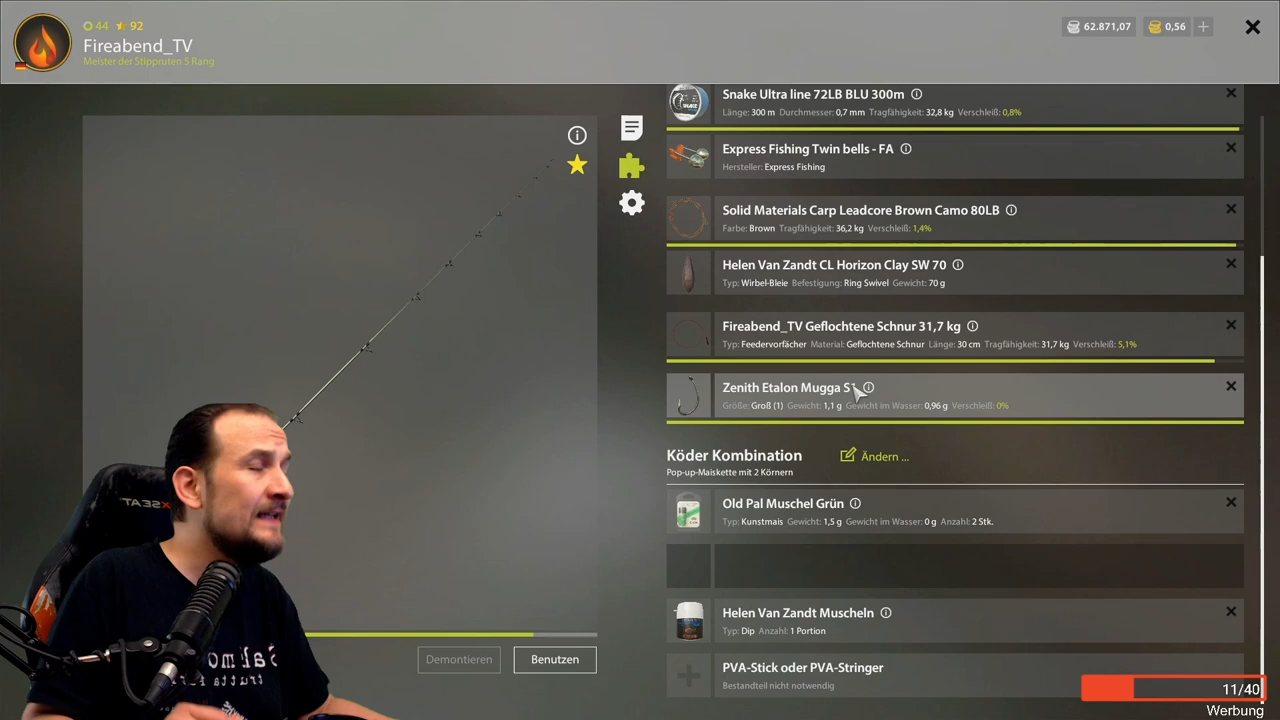 44 92
Fireabend_TV
Meister der Stippruten 5 Rang
62.871,07 0,56
Snake Ultra line 72LB BLU 300m
Länge: 300 m Durchmesser: 0,7 mm Tragfähigkeit: 32,8 kg Verschleiß: 0,8%
Express Fishing Twin bells - FA
Hersteller: Express Fishing
Solid Materials Carp Leadcore Brown Camo 80LB
Farbe: Brown Tragfähigkeit: 36,2 kg Verschleiß: 1,4%
Helen Van Zandt CL Horizon Clay SW 70
Typ: Wirbel-Bleie Befestigung: Ring Swivel Gewicht: 70 g
Fireabend_TV Geflochtene Schnur 31,7 kg
Typ: Feedervorfächer Material: Geflochtene Schnur Länge: 30 cm Tragfähigkeit: 31,7 kg Verschleiß: 5,1%
Zenith Etalon Mugga
Größe: Groß (1) Gewicht: 1,1 g Gewicht im Wasser: 0,96 g Verschleiß: 0%
Köder Kombination Ändern ...
Pop-up-Maiskette mit 2 Körnern
Old Pal Muschel Grün
Typ: Kunstmais Gewicht: 1,5 g Gewicht im Wasser: 0 g Anzahl: 2 Stk.
Helen Van Zandt Muscheln
Typ: Dip Anzahl: 1 Portion
PVA-Stick oder PVA-Stringer
Bestandteil nicht notwendig
Demontieren Benutzen
11/40
Werbung